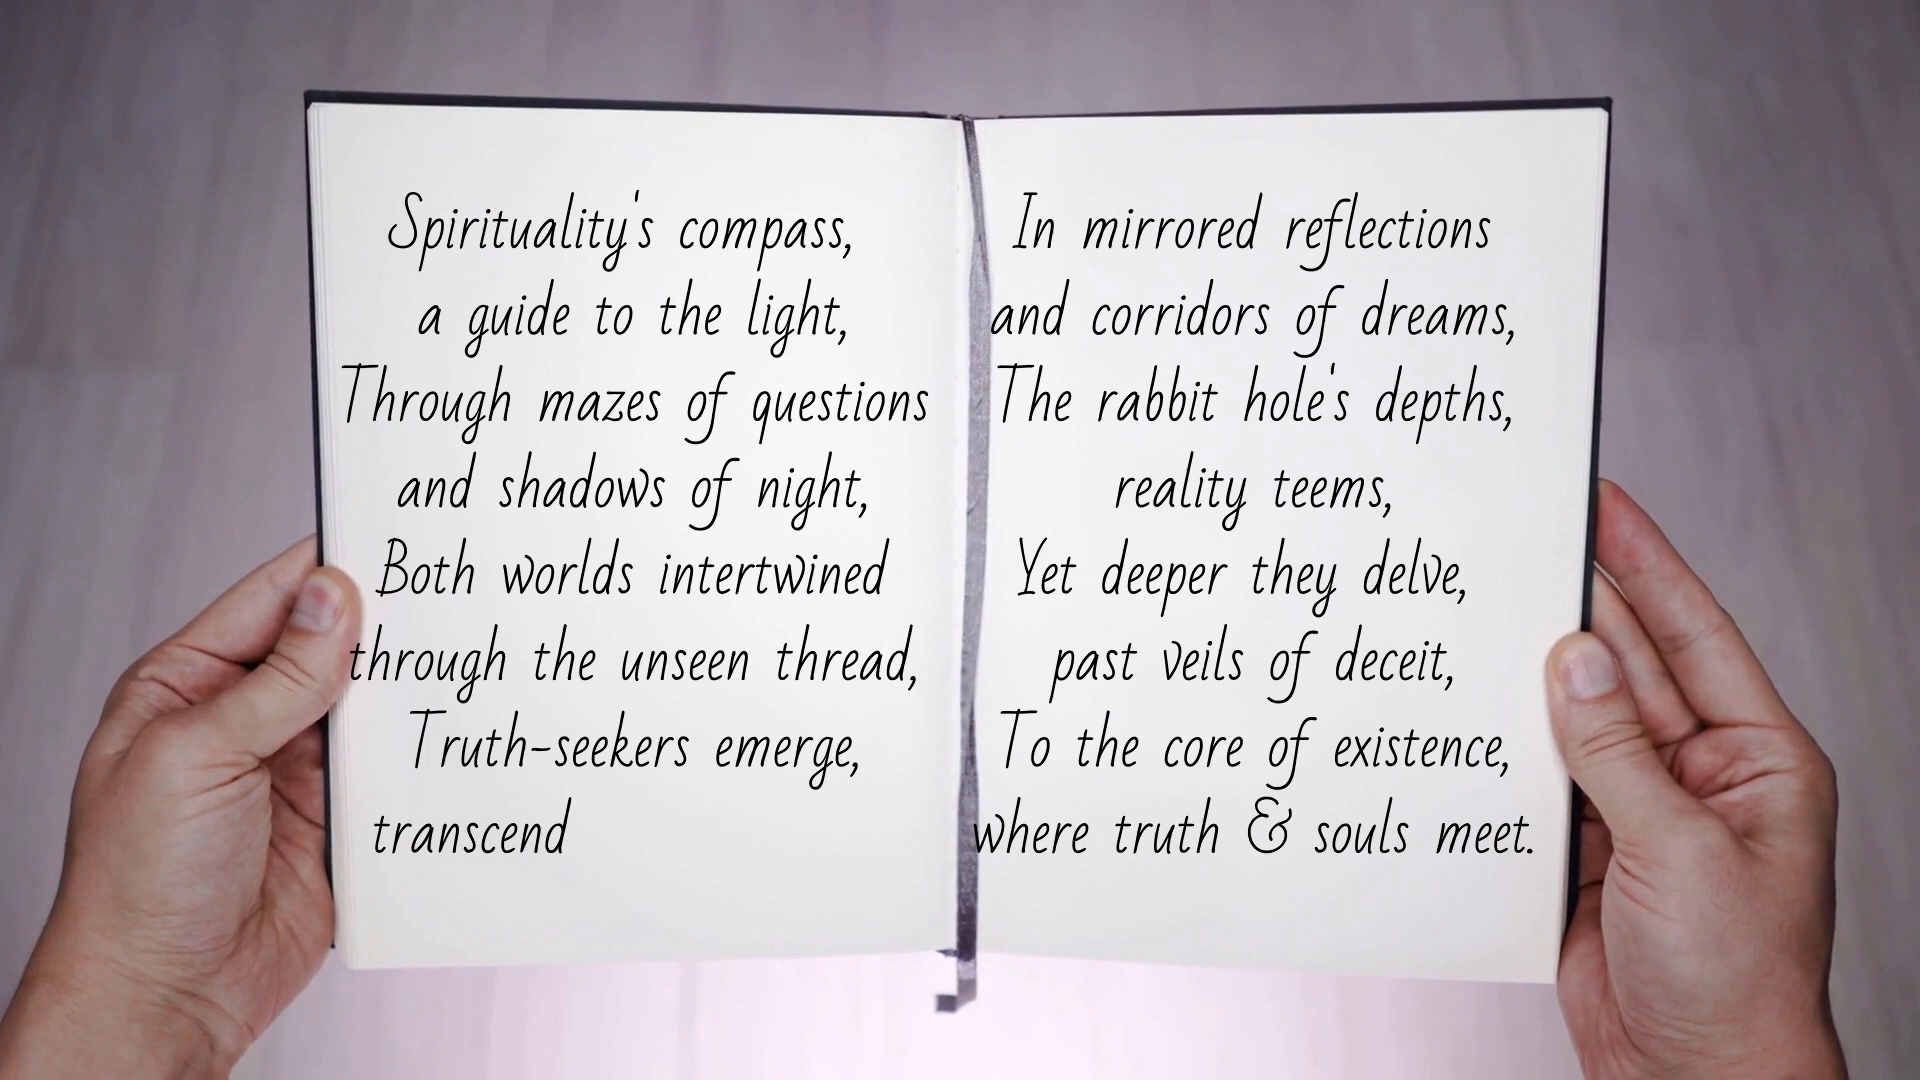 Spirituality's compass,
a guide to the light,
Through mazes of questions
and shadows of night,
Both worlds intertwined
through the unseen thread,
Truth-seekers emerge,
transcend
In mirrored reflections
and corridors of dreams,
The rabbit hole's depths,
reality teems,
Yet deeper they delve,
past veils of deceit,
To the core of existence,
where truth & souls meet.